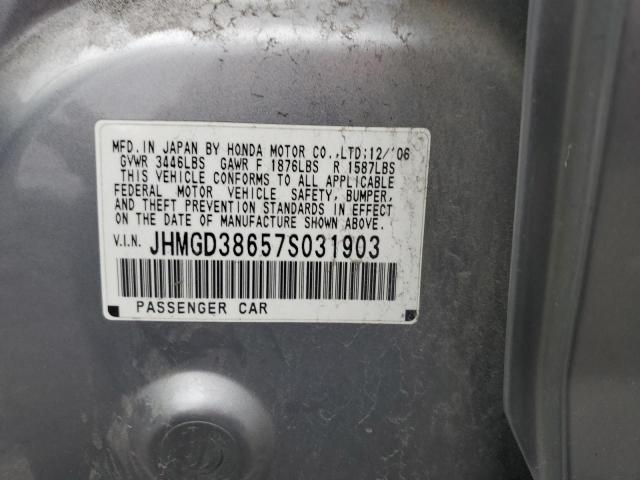 MFD.IN JAPAN BY HONDA MOTOR CO.,LTD;12/'06
GVWR 3446LBS GAWR F 1876LBS R 1587LBS
THIS VEHICLE CONFORMS TO ALL APPLICABLE
FEDERAL MOTOR VEHICLE SAFETY, BUMPER,
AND THEFT PREVENTION STANDARDS IN EFFECT
ON THE DATE OF MANUFACTURE SHOWN ABOVE.
V.I.N. JHMGD38657S031903
PASSENGER CAR